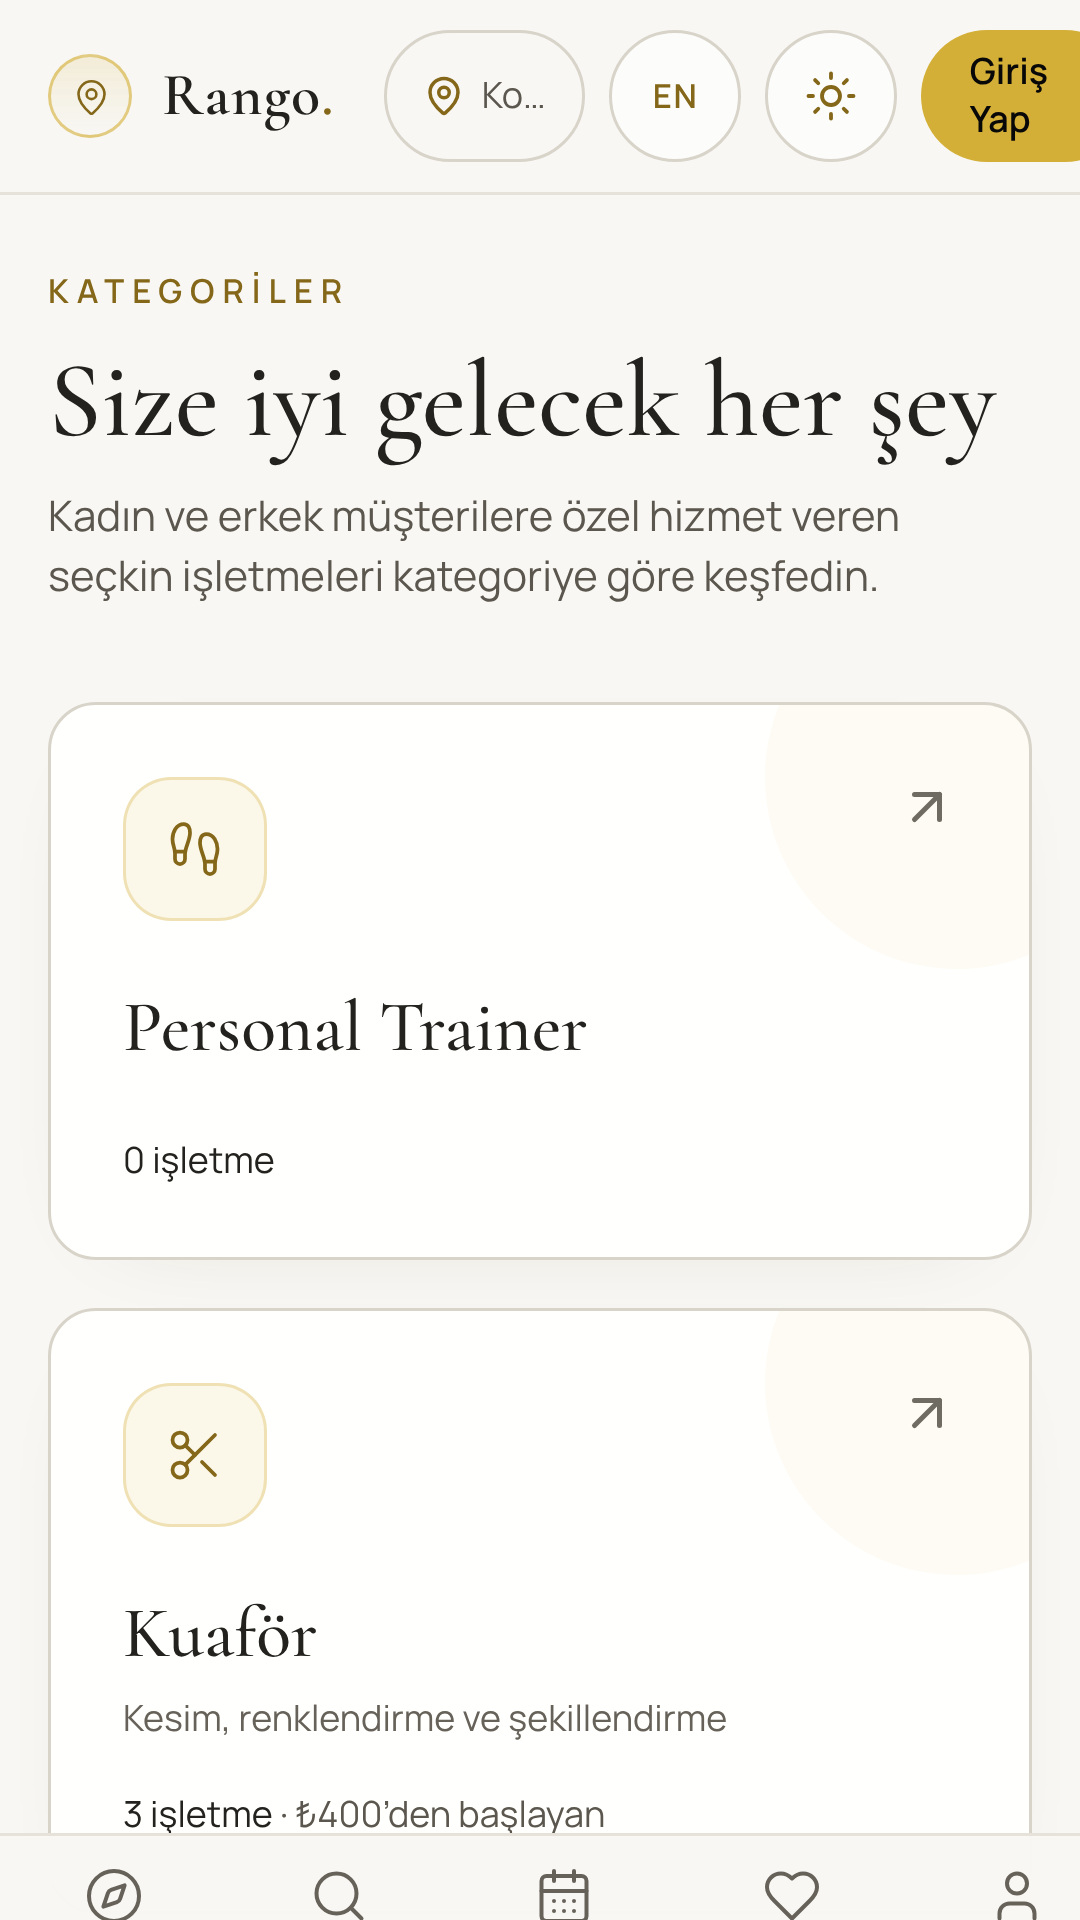 Rango.
Ko...
EN
Giriş
Yap
KATEGORİLER
Size iyi gelecek her şey
Kadın ve erkek müşterilere özel hizmet veren
seçkin işletmeleri kategoriye göre keşfedin.
Personal Trainer
0 işletme
Kuaför
Kesim, renklendirme ve şekillendirme
3 işletme · ₺400’den başlayan